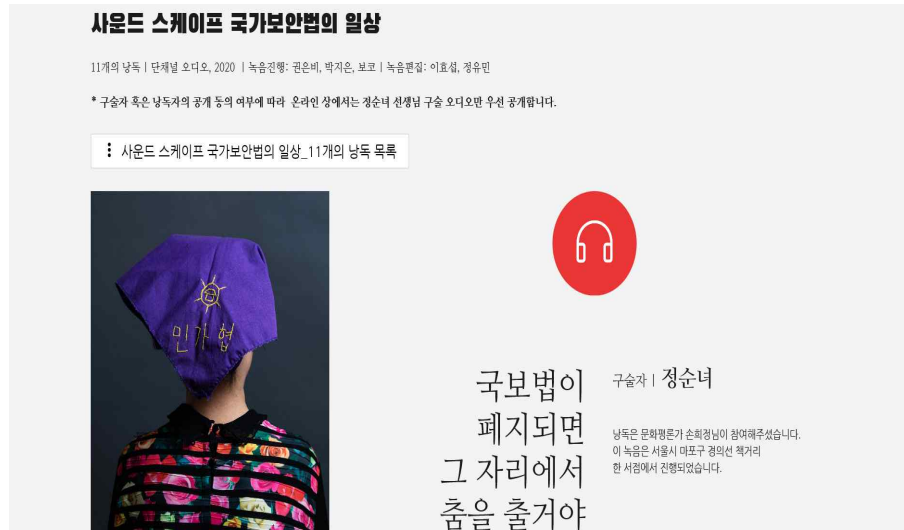 사운드 스케이프 국가보안법의 일상
11개의 낭독 | 단채널 오디오, 2020 | 녹음진행: 권은비, 박지은, 보코 | 녹음편집: 이효섭, 정유민
* 구술자 혹은 낭독자의 공개 동의 여부에 따라 온라인 상에서는 정순녀 선생님 구술 오디오만 우선 공개합니다.
⋮ 사운드 스케이프 국가보안법의 일상_11개의 낭독 목록
민가협
국보법이
폐지되면
그 자리에서
춤을 출거야
구술자 | 정순녀
낭독은 문화평론가 손희정님이 참여해주셨습니다.
이 녹음은 서울시 마포구 경의선 책거리
한 서점에서 진행되었습니다.